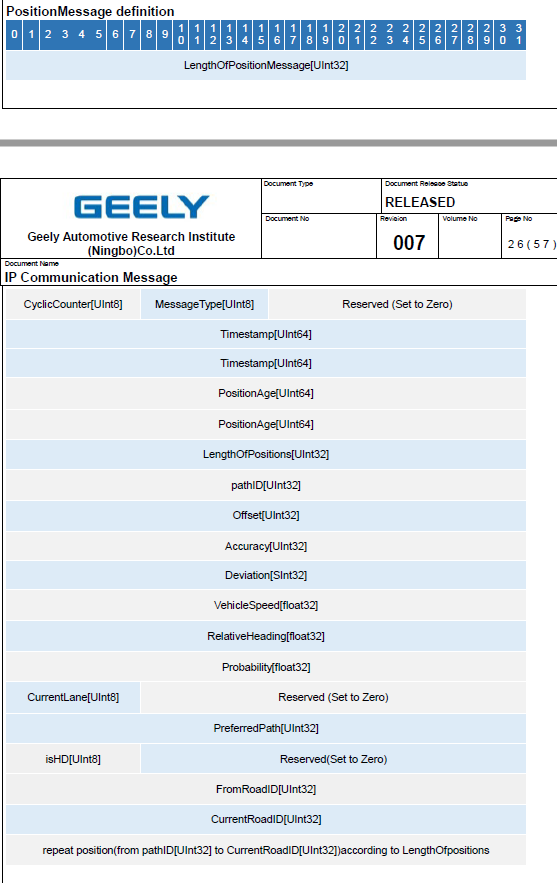 PositionMessage definition
0 1 2 3 4 5 6 7 8 9 10 11 12 13 14 15 16 17 18 19 20 21 22 23 24 25 26 27 28 29 30 31
LengthOfPositionMessage[UInt32]
GEELY
Geely Automotive Research Institute
(Ningbo)Co.Ltd
Document Type
Document Release Status
RELEASED
Document No
Revision
007
Volume No
Page No
26(57)
Document Name
IP Communication Message
CyclicCounter[UInt8] MessageType[UInt8] Reserved (Set to Zero)
Timestamp[UInt64]
Timestamp[UInt64]
PositionAge[UInt64]
PositionAge[UInt64]
LengthOfPositions[UInt32]
pathID[UInt32]
Offset[UInt32]
Accuracy[UInt32]
Deviation[SInt32]
VehicleSpeed[float32]
RelativeHeading[float32]
Probability[float32]
CurrentLane[UInt8] Reserved (Set to Zero)
PreferredPath[UInt32]
isHD[UInt8] Reserved(Set to Zero)
FromRoadID[UInt32]
CurrentRoadID[UInt32]
repeat position(from pathID[UInt32] to CurrentRoadID[UInt32])according to LengthOfpositions